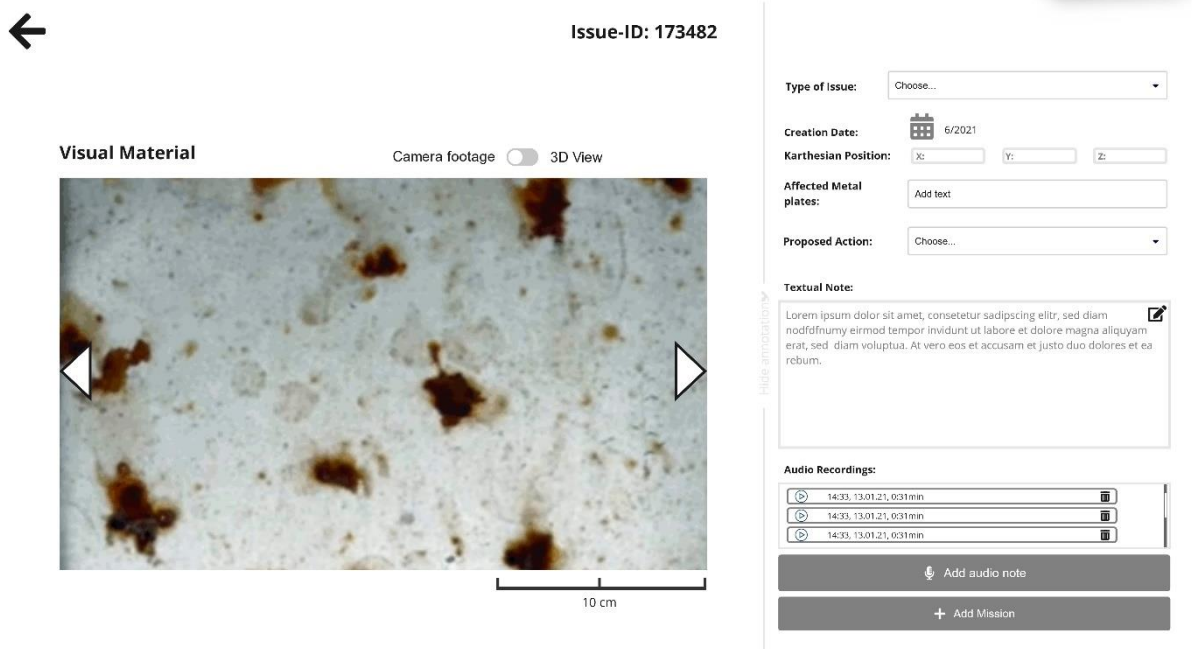 Issue-ID: 173482
Visual Material
Camera footage
3D View
10 cm
Hide annotations
Type of Issue:
Choose...
Creation Date:
6/2021
Karthesian Position:
X:
Y:
Z:
Affected Metal
plates:
Add text
Proposed Action:
Choose...
Textual Note:
Lorem ipsum dolor sit amet, consetetur sadipscing elitr, sed diam
nodfdfnumy eirmod tempor invidunt ut labore et dolore magna aliquyam
erat, sed diam voluptua. At vero eos et accusam et justo duo dolores et ea
rebum.
Audio Recordings:
14:33, 13.01.21, 0:31min
14:33, 13.01.21, 0:31min
14:33, 13.01.21, 0:31min
Add audio note
Add Mission